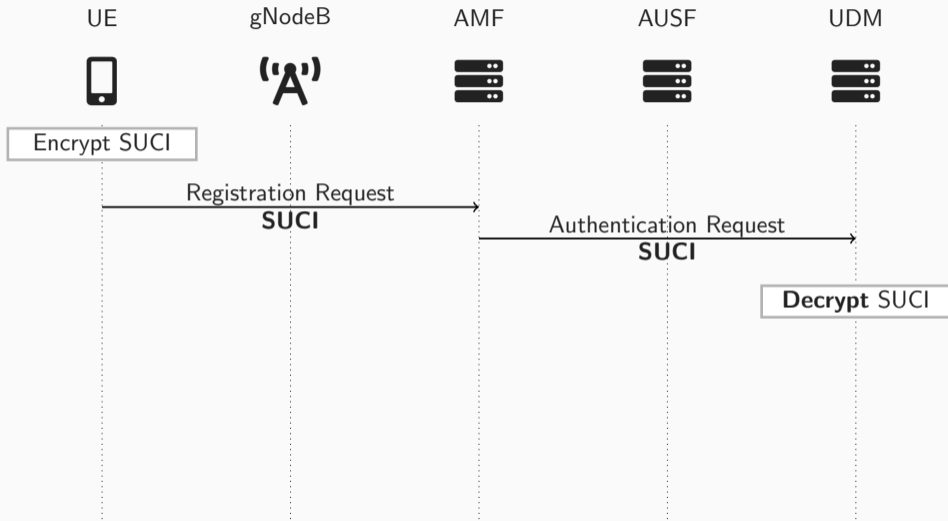 UE
gNodeB
AMF
AUSF
UDM
Encrypt SUCI
Registration Request
SUCI
Authentication Request
SUCI
Decrypt SUCI